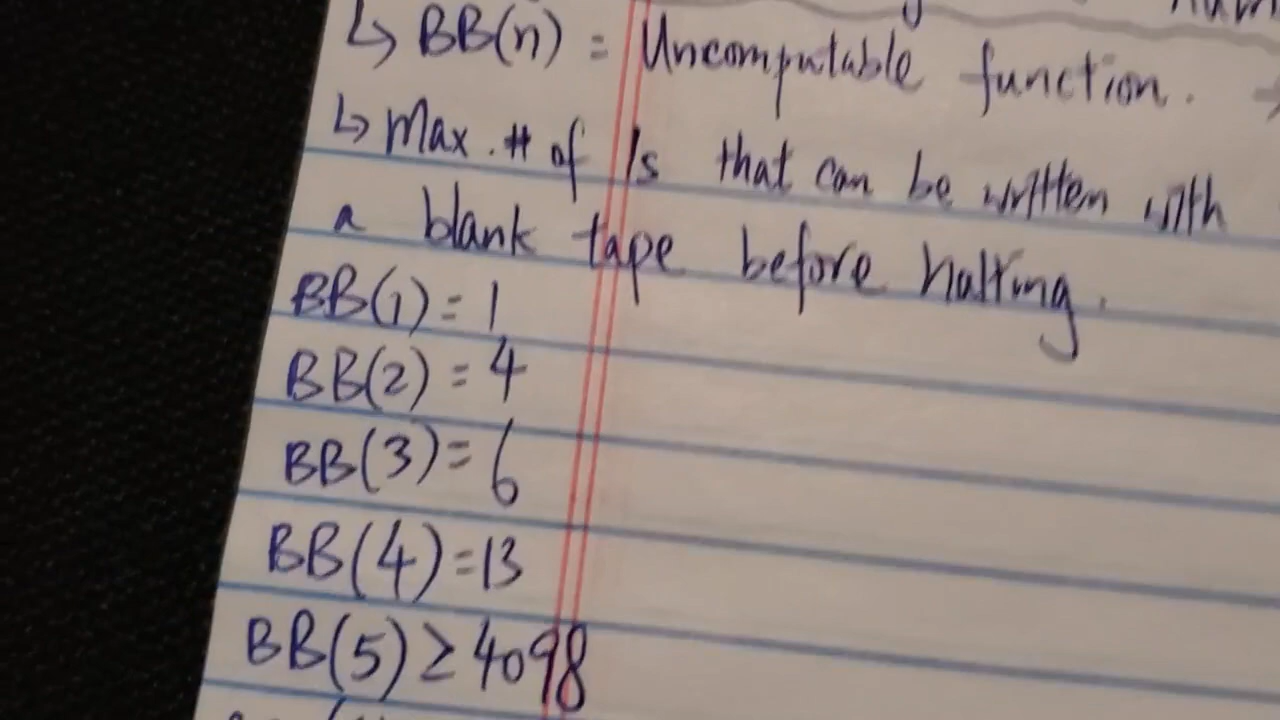 ↳ BB(n) = Uncomputable function. →
↳ Max. # of 1s that can be written with
a blank tape before halting.
BB(1) = 1
BB(2) = 4
BB(3) = 6
BB(4) = 13
BB(5) ≥ 4098